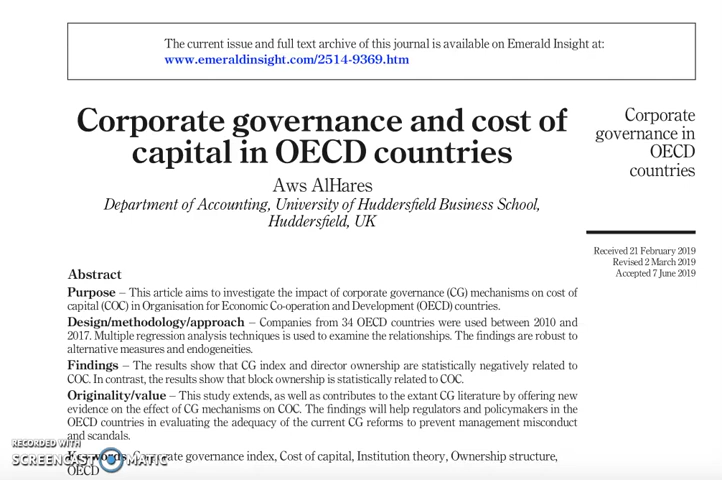 The current issue and full text archive of this journal is available on Emerald Insight at:
www.emeraldinsight.com/2514-9369.htm
Corporate governance and cost of
capital in OECD countries
Aws AlHares
Department of Accounting, University of Huddersfield Business School,
Huddersfield, UK
Corporate
governance in
OECD
countries
Received 21 February 2019
Revised 2 March 2019
Accepted 7 June 2019
Abstract
Purpose – This article aims to investigate the impact of corporate governance (CG) mechanisms on cost of
capital (COC) in Organisation for Economic Co-operation and Development (OECD) countries.
Design/methodology/approach – Companies from 34 OECD countries were used between 2010 and
2017. Multiple regression analysis techniques is used to examine the relationships. The findings are robust to
alternative measures and endogeneities.
Findings – The results show that CG index and director ownership are statistically negatively related to
COC. In contrast, the results show that block ownership is statistically related to COC.
Originality/value – This study extends, as well as contributes to the extant CG literature by offering new
evidence on the effect of CG mechanisms on COC. The findings will help regulators and policymakers in the
OECD countries in evaluating the adequacy of the current CG reforms to prevent management misconduct
and scandals.
Keywords Corporate governance index, Cost of capital, Institution theory, Ownership structure,
OECD
RECORDED WITH
SCREENCAST MATIC